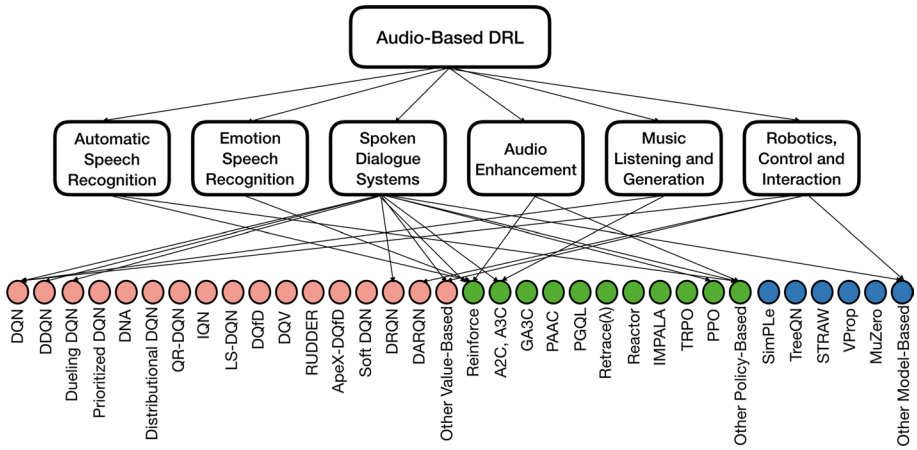 Audio-Based DRL
Automatic
Speech
Recognition
Emotion
Speech
Recognition
Spoken
Dialogue
Systems
Audio
Enhancement
Music
Listening and
Generation
Robotics,
Control and
Interaction
DQN
DDQN
Dueling DQN
Prioritized DQN
DNA
Distributional DQN
QR-DQN
IQN
LS-DQN
DQfD
DQV
RUDDER
ApeX-DQfD
Soft DQN
DRQN
DARQN
Other Value-Based
Reinforce
A2C, A3C
GA3C
PAAC
PGQL
Retrace(λ)
Reactor
IMPALA
TRPO
PPO
Other Policy-Based
SimPLe
TreeQN
STRAW
VProp
MuZero
Other Model-Based